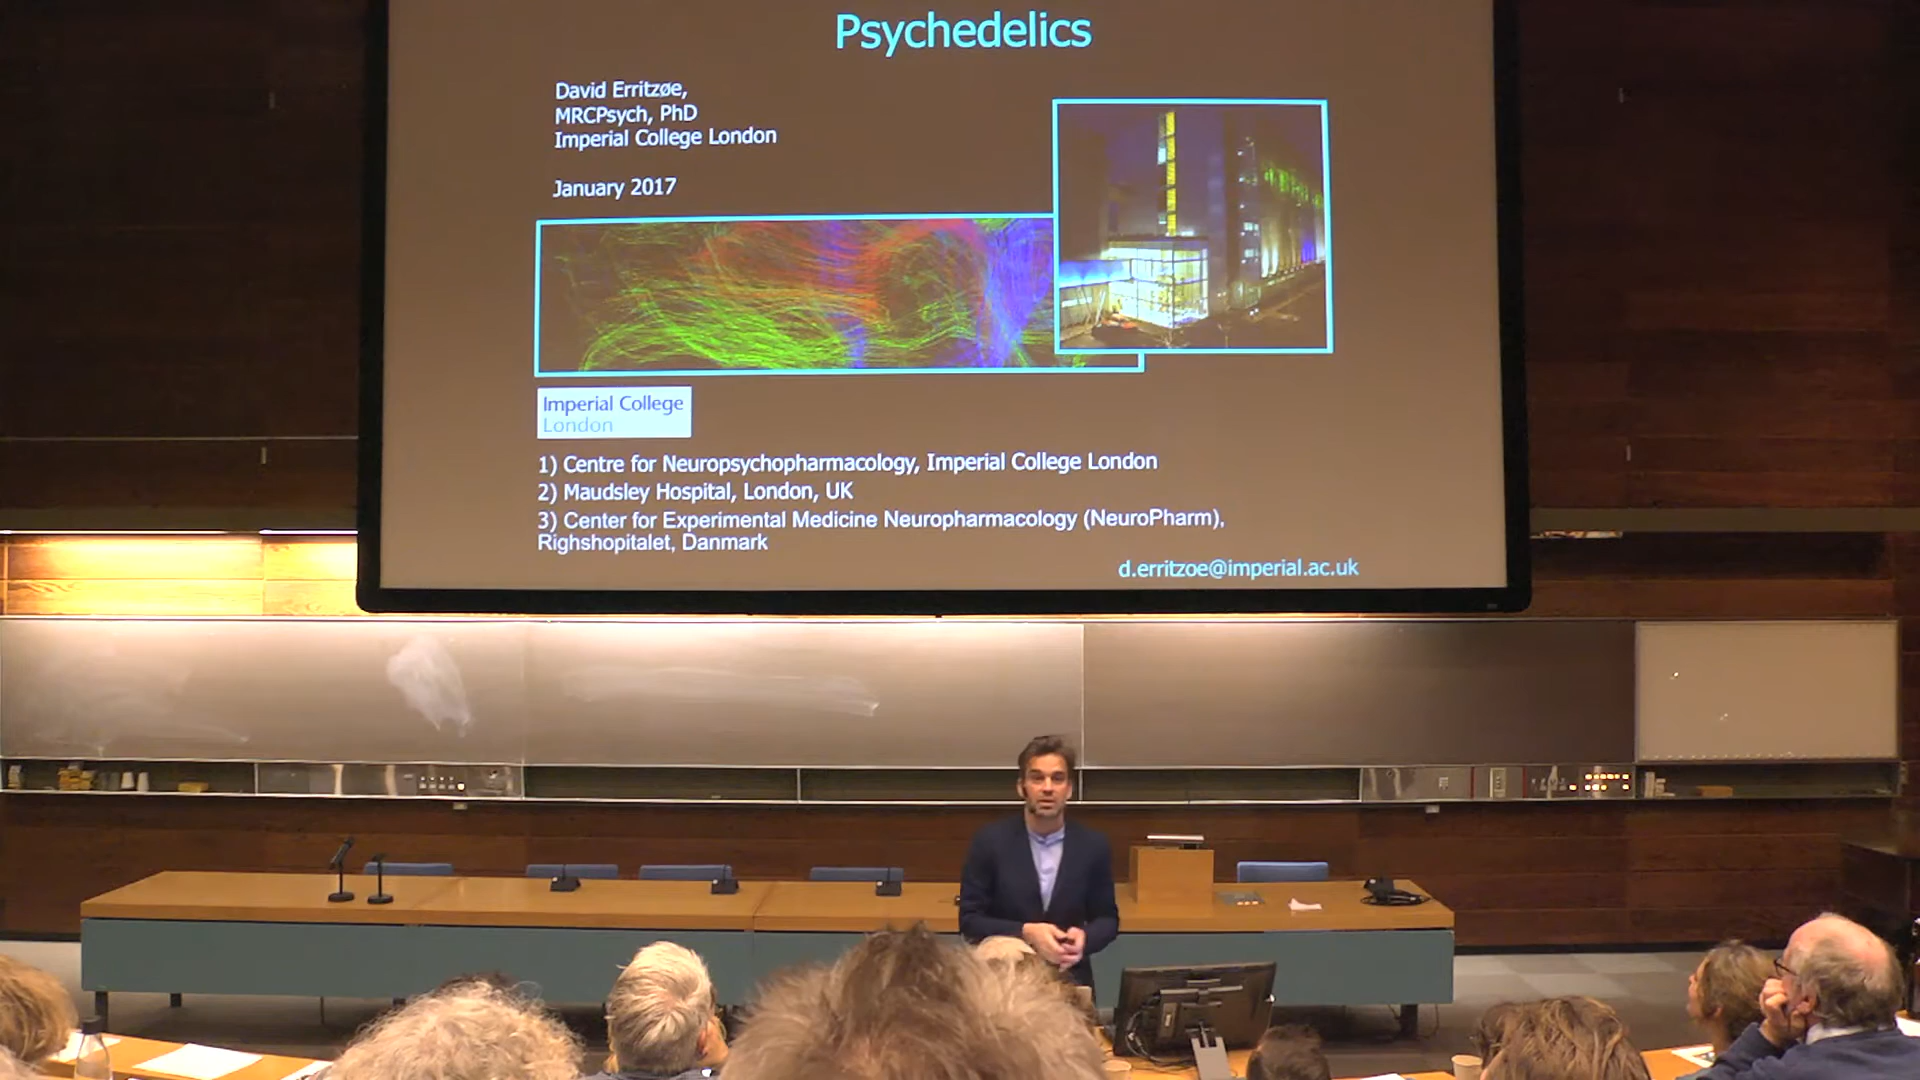 Psychedelics
David Erritzøe,
MRCPsych, PhD
Imperial College London
January 2017
Imperial College
London
1) Centre for Neuropsychopharmacology, Imperial College London
2) Maudsley Hospital, London, UK
3) Center for Experimental Medicine Neuropharmacology (NeuroPharm),
Righshopitalet, Danmark
d.erritzoe@imperial.ac.uk